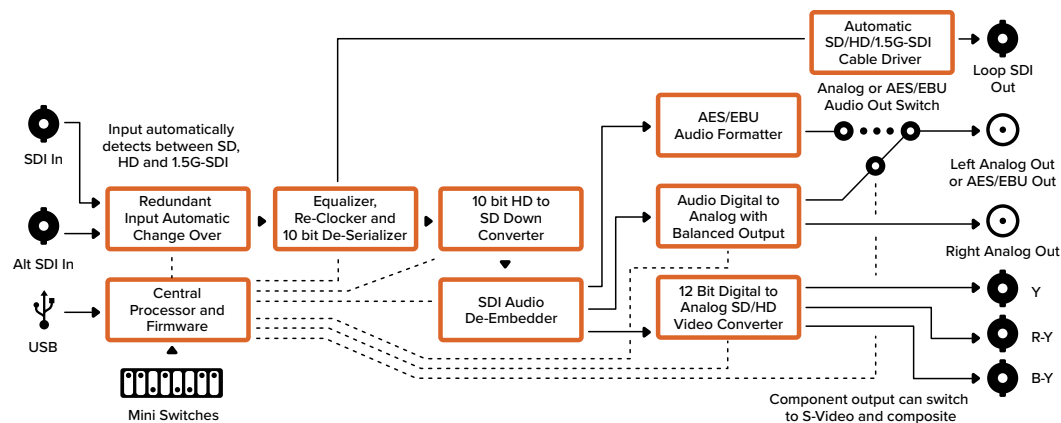 Automatic
SD/HD/1.5G-SDI
Cable Driver
Loop SDI
Out
Analog or AES/EBU
Audio Out Switch
SDI In
Input automatically
detects between SD,
HD and 1.5G-SDI
AES/EBU
Audio Formatter
Left Analog Out
or AES/EBU Out
Alt SDI In
Redundant
Input Automatic
Change Over
Equalizer,
Re-Clocker and
10 bit De-Serializer
10 bit HD to
SD Down
Converter
Audio Digital to
Analog with
Balanced Output
Right Analog Out
USB
Central
Processor and
Firmware
SDI Audio
De-Embedder
12 Bit Digital to
Analog SD/HD
Video Converter
Y
R-Y
B-Y
Mini Switches
Component output can switch
to S-Video and composite